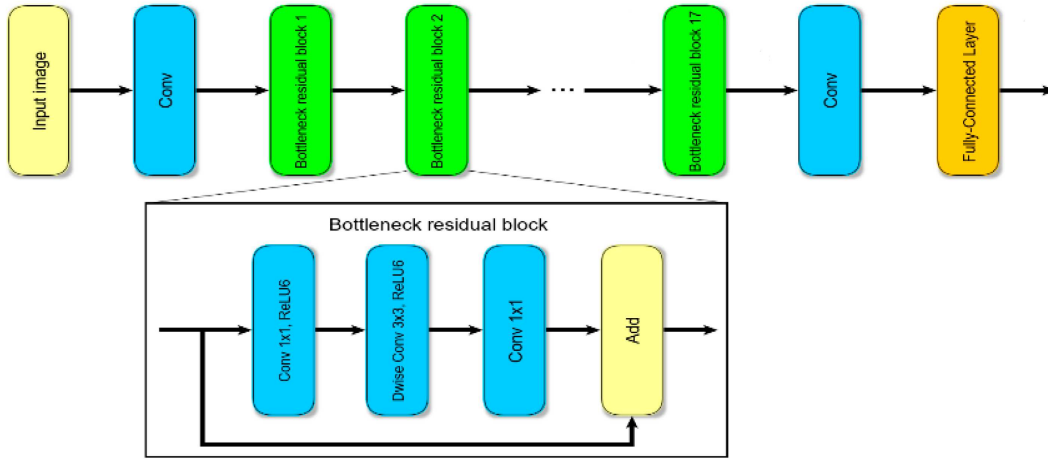 Input image
Conv
Bottleneck residual block 1
Bottleneck residual block 2
...
Bottleneck residual block 17
Conv
Fully-Connected Layer
Bottleneck residual block
Conv 1x1, ReLU6
Dwise Conv 3x3, ReLU6
Conv 1x1
Add